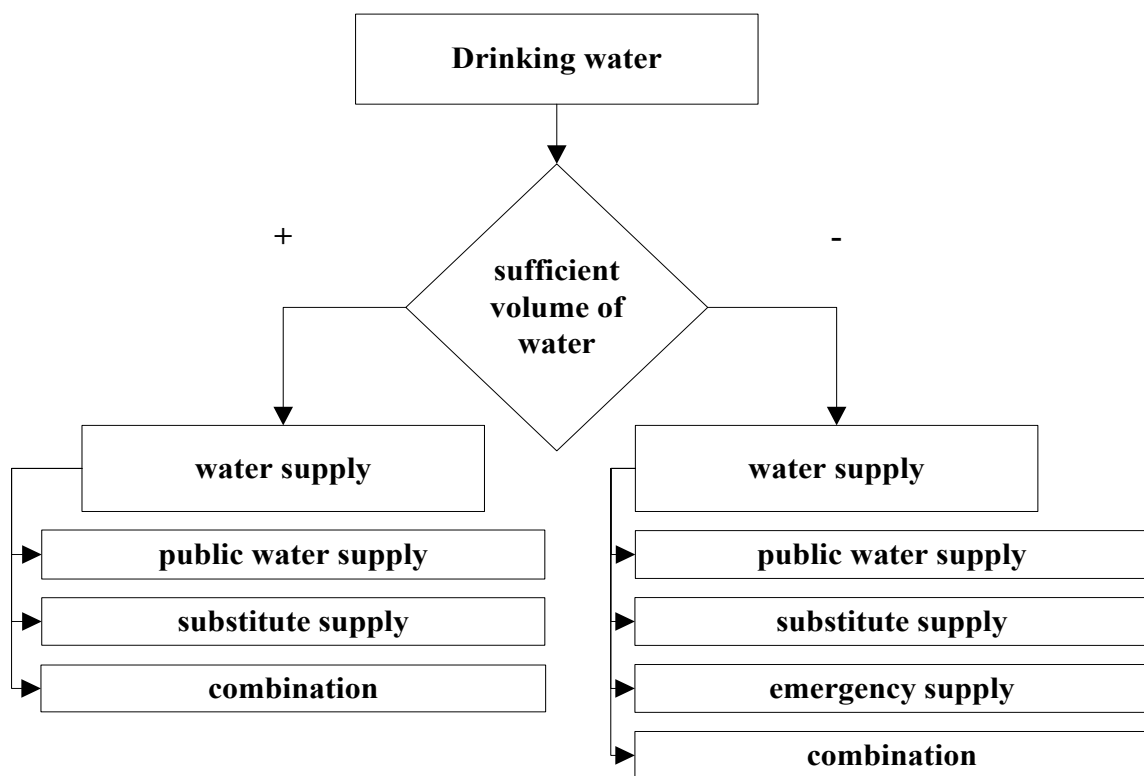 Drinking water
+
-
sufficient
volume of
water
water supply
public water supply
substitute supply
combination
water supply
public water supply
substitute supply
emergency supply
combination